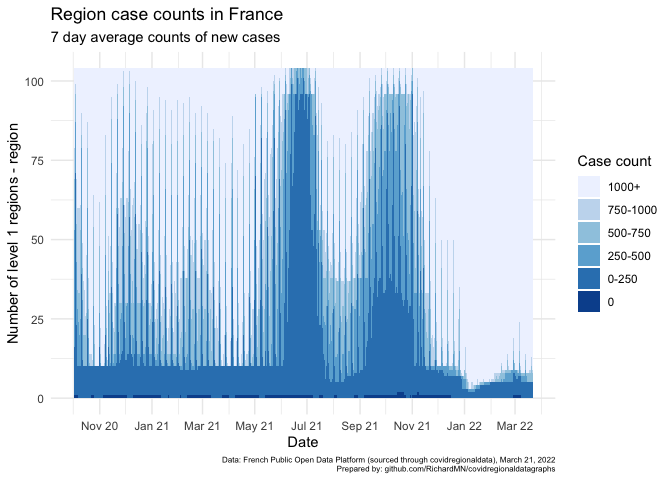 Region case counts in France
7 day average counts of new cases
Number of level 1 regions - region
100
75
50
25
0
Nov 20 Jan 21 Mar 21 May 21 Jul 21 Sep 21 Nov 21 Jan 22 Mar 22
Date
Case count
1000+
750-1000
500-750
250-500
0-250
0
Data: French Public Open Data Platform (sourced through covidregionaldata), March 21, 2022
Prepared by: github.com/RichardMN/covidregionaldatagraphs